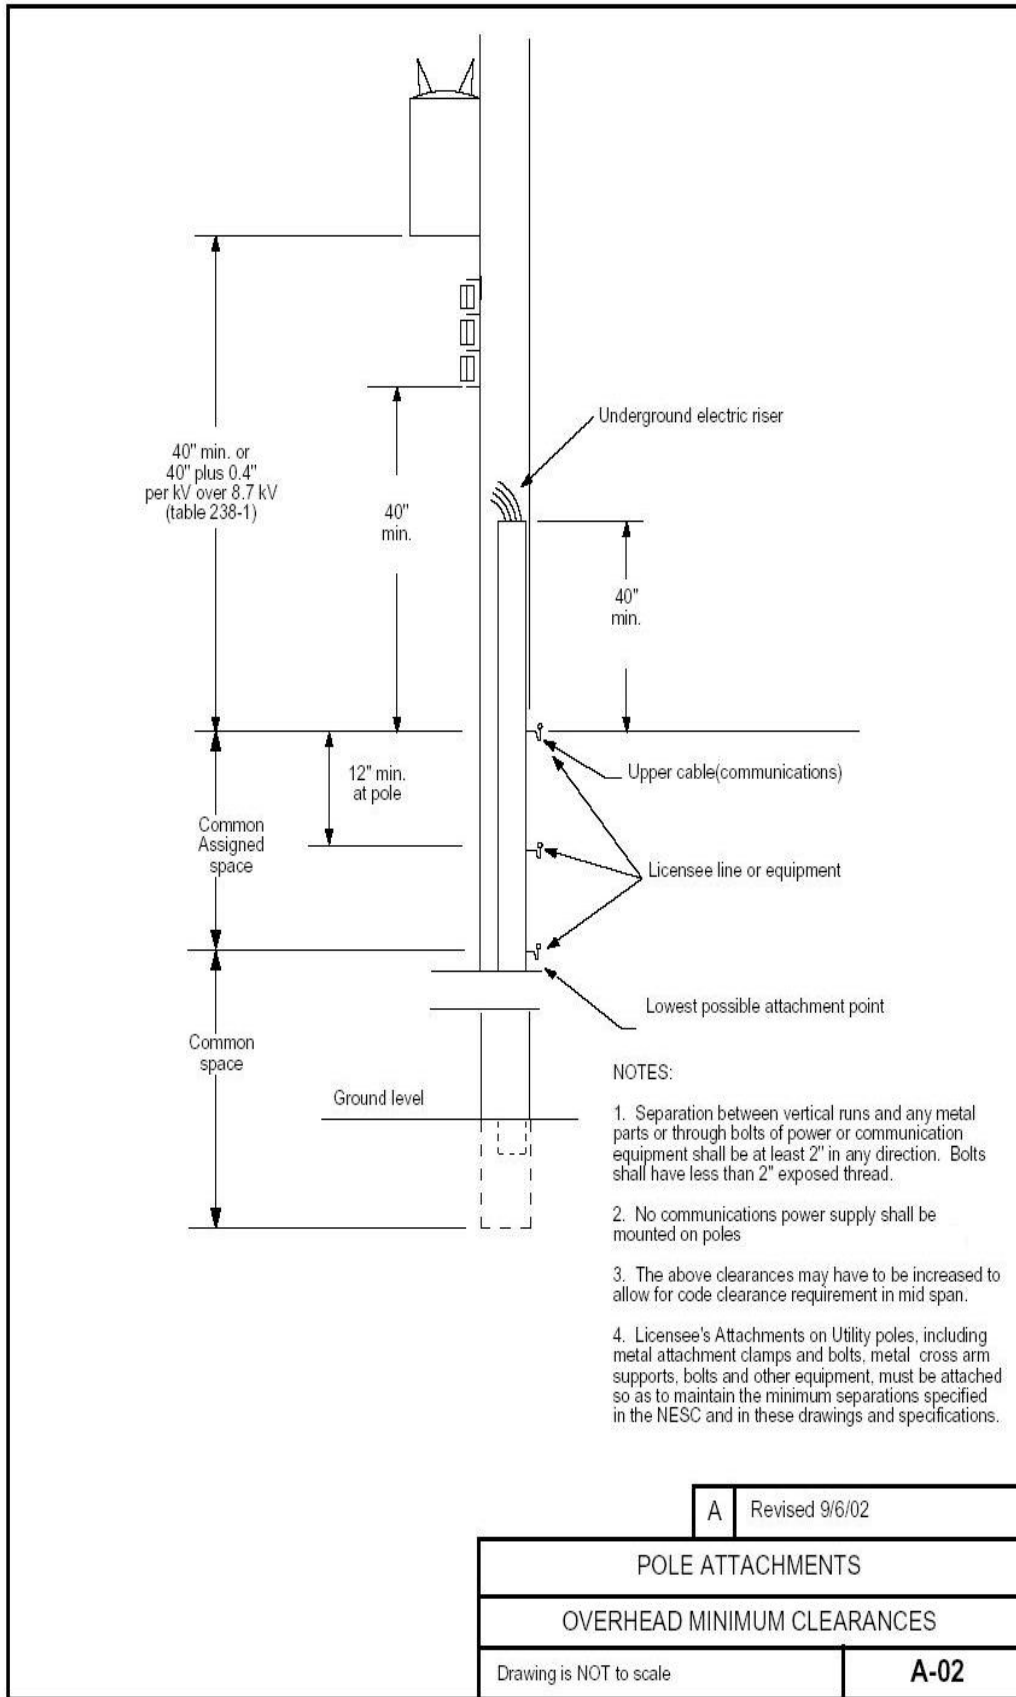 Underground electric riser
40" min. or
40" plus 0.4"
per kV over 8.7 kV
(table 238-1)
40"
min.
40"
min.
12" min.
at pole
Upper cable(communications)
Common
Assigned
space
Licensee line or equipment
Lowest possible attachment point
Common
space
Ground level
NOTES:
1. Separation between vertical runs and any metal
parts or through bolts of power or communication
equipment shall be at least 2" in any direction. Bolts
shall have less than 2" exposed thread.
2. No communications power supply shall be
mounted on poles
3. The above clearances may have to be increased to
allow for code clearance requirement in mid span.
4. Licensee's Attachments on Utility poles, including
metal attachment clamps and bolts, metal cross arm
supports, bolts and other equipment, must be attached
so as to maintain the minimum separations specified
in the NESC and in these drawings and specifications.
A Revised 9/6/02
POLE ATTACHMENTS
OVERHEAD MINIMUM CLEARANCES
Drawing is NOT to scale
A-02